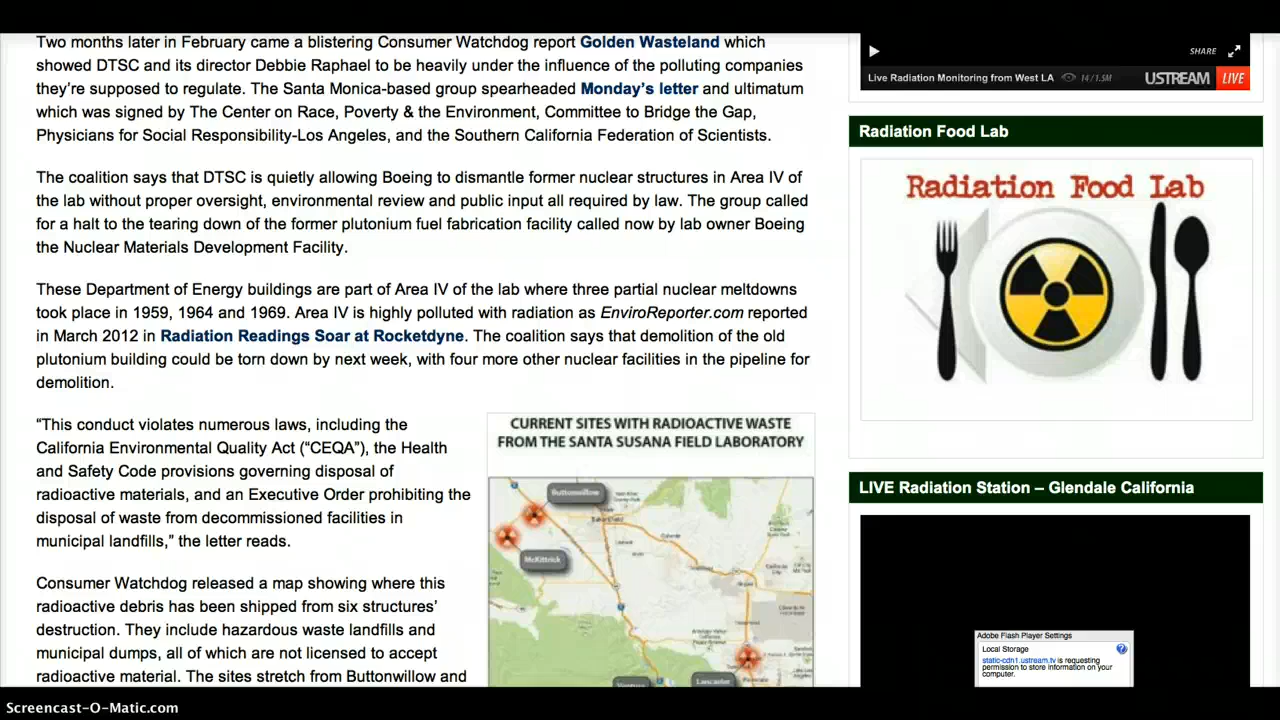 Two months later in February came a blistering Consumer Watchdog report Golden Wasteland which
showed DTSC and its director Debbie Raphael to be heavily under the influence of the polluting companies
they're supposed to regulate. The Santa Monica-based group spearheaded Monday's letter and ultimatum
which was signed by The Center on Race, Poverty & the Environment, Committee to Bridge the Gap,
Physicians for Social Responsibility-Los Angeles, and the Southern California Federation of Scientists.
The coalition says that DTSC is quietly allowing Boeing to dismantle former nuclear structures in Area IV of
the lab without proper oversight, environmental review and public input all required by law. The group called
for a halt to the tearing down of the former plutonium fuel fabrication facility called now by lab owner Boeing
the Nuclear Materials Development Facility.
These Department of Energy buildings are part of Area IV of the lab where three partial nuclear meltdowns
took place in 1959, 1964 and 1969. Area IV is highly polluted with radiation as EnviroReporter.com reported
in March 2012 in Radiation Readings Soar at Rocketdyne. The coalition says that demolition of the old
plutonium building could be torn down by next week, with four more other nuclear facilities in the pipeline for
demolition.
“This conduct violates numerous laws, including the
California Environmental Quality Act (“CEQA”), the Health
and Safety Code provisions governing disposal of
radioactive materials, and an Executive Order prohibiting the
disposal of waste from decommissioned facilities in
municipal landfills,” the letter reads.
Consumer Watchdog released a map showing where this
radioactive debris has been shipped from six structures’
destruction. They include hazardous waste landfills and
municipal dumps, all of which are not licensed to accept
radioactive material. The sites stretch from Buttonwillow and
CURRENT SITES WITH RADIOACTIVE WASTE
FROM THE SANTA SUSANA FIELD LABORATORY
Buttonwillow
McKittrick
Lancaster
SHARE
Live Radiation Monitoring from West LA 14 / 1.5M USTREAM LIVE
Radiation Food Lab
Radiation Food Lab
LIVE Radiation Station – Glendale California
Adobe Flash Player Settings
Local Storage
static-cdn1.ustream.tv is requesting
permission to store information on your
computer.
Screencast-O-Matic.com